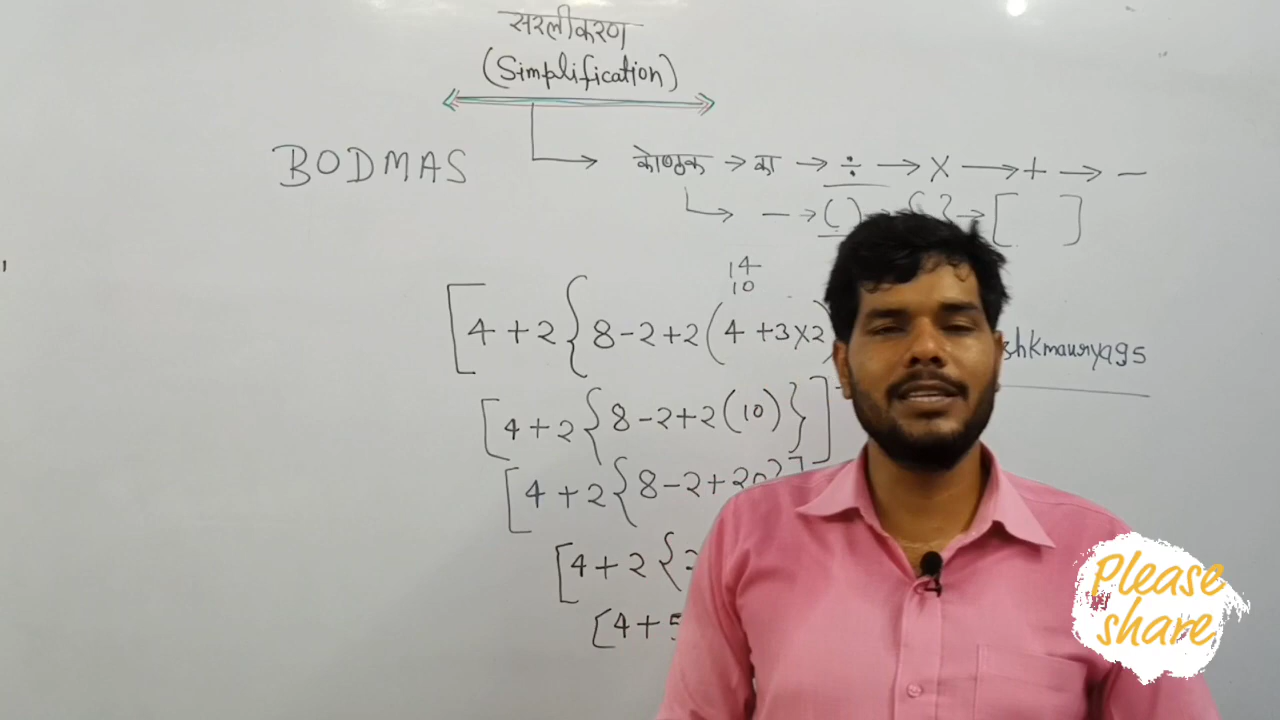 सरलीकरण
(Simplification)
BODMAS
कोष्ठक → का → ÷ → × → + → −
− → ( ) → { } → [ ]
14
10
[4+2{8-2+2(4+3×2)
[4+2{8-2+2(10)}]
[4+2{8-2+20}]
[4+2{
[4+5
shkmaurya95
Please
share